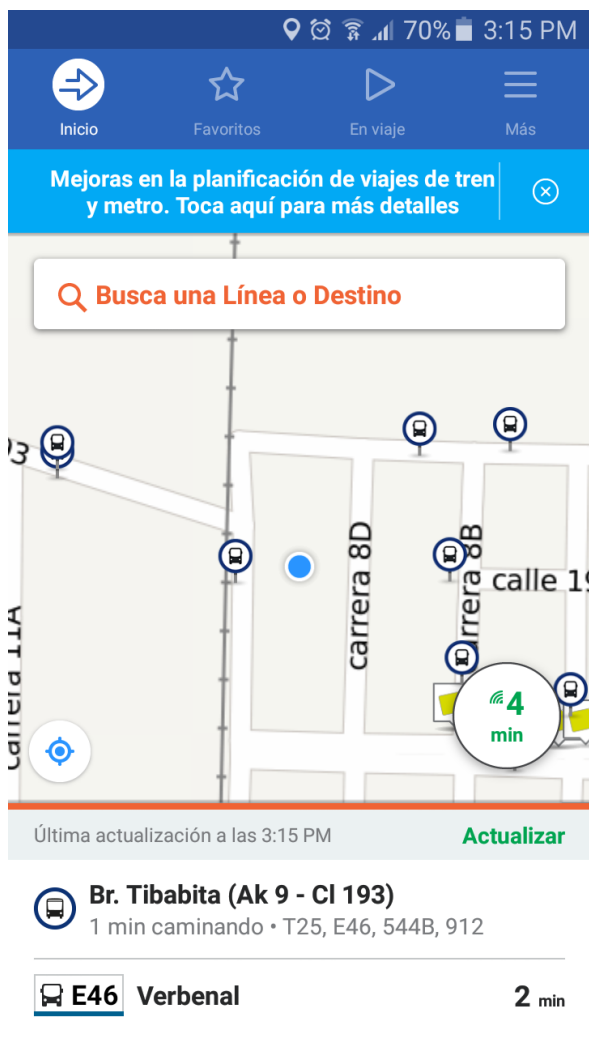 70% 3:15 PM
Inicio Favoritos En viaje Más
Mejoras en la planificación de viajes de tren
y metro. Toca aquí para más detalles
Busca una Línea o Destino
carrera 8D
calle
4
min
Última actualización a las 3:15 PM Actualizar
Br. Tibabita (Ak 9 - Cl 193)
1 min caminando • T25, E46, 544B, 912
E46 Verbenal 2 min